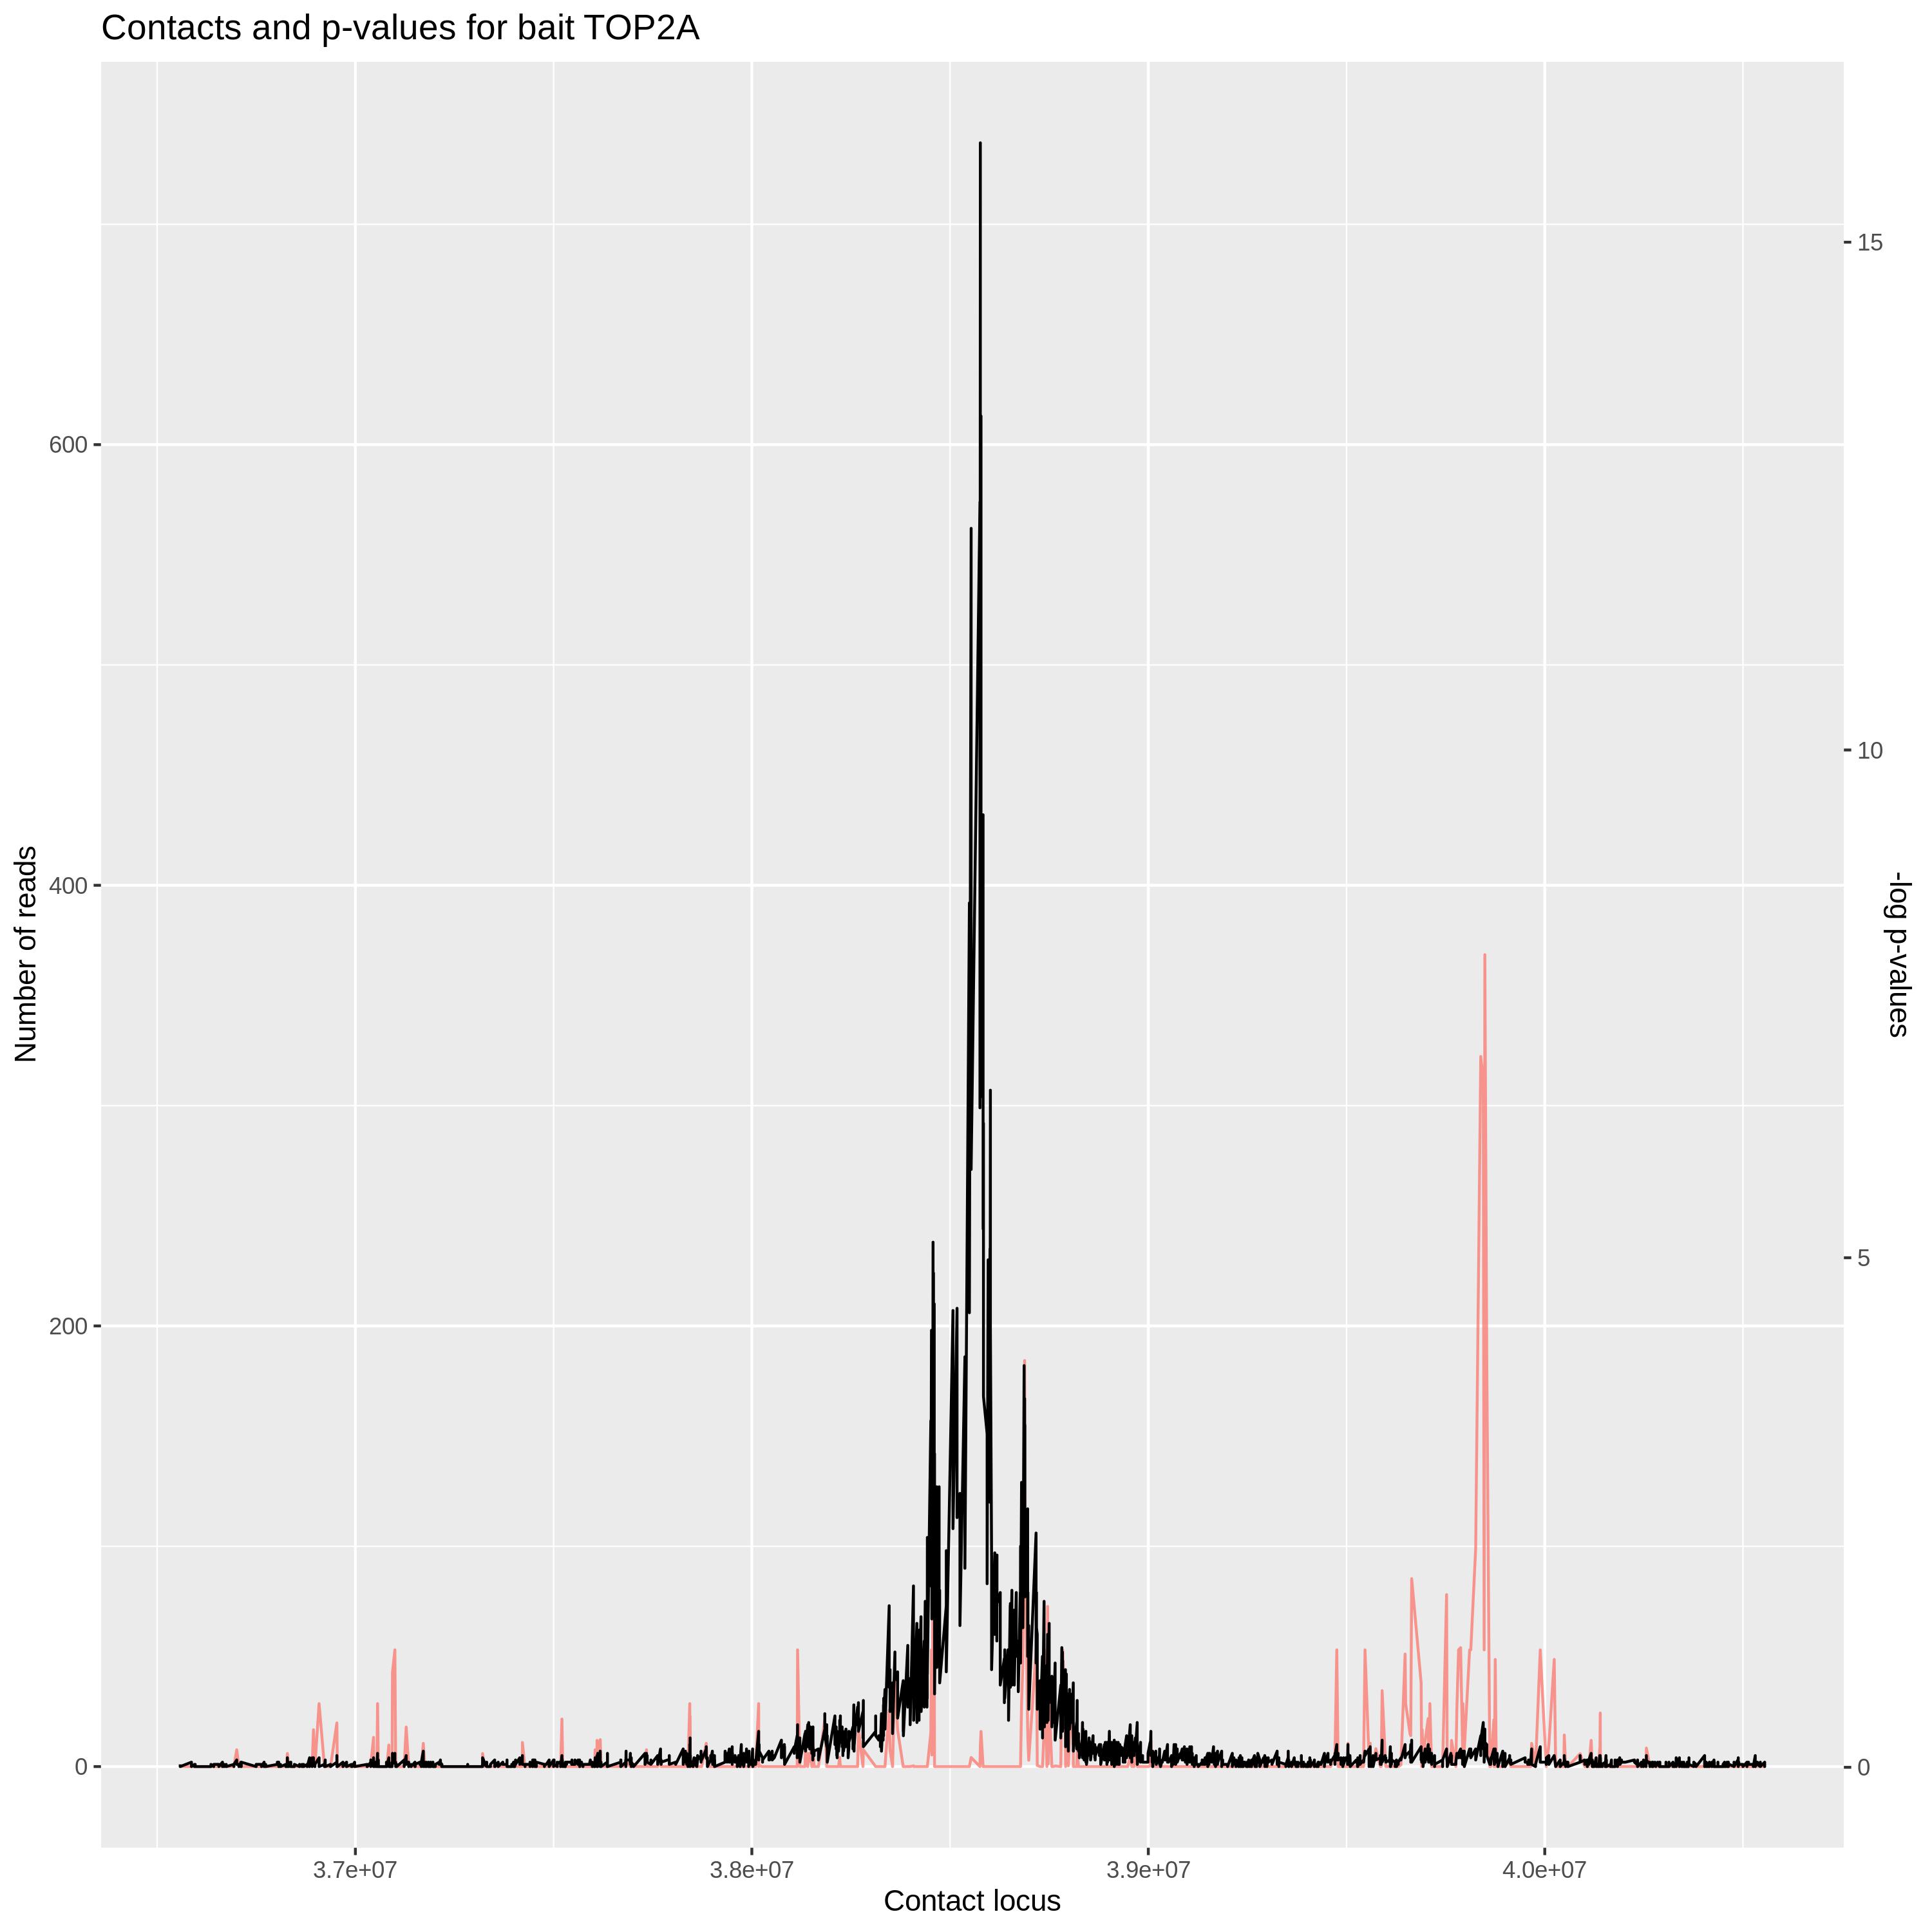 Contacts and p-values for bait TOP2A
Number of reads
600
400
200
0
15
10
5
0
-log p-values
3.7e+07 3.8e+07 3.9e+07 4.0e+07
Contact locus